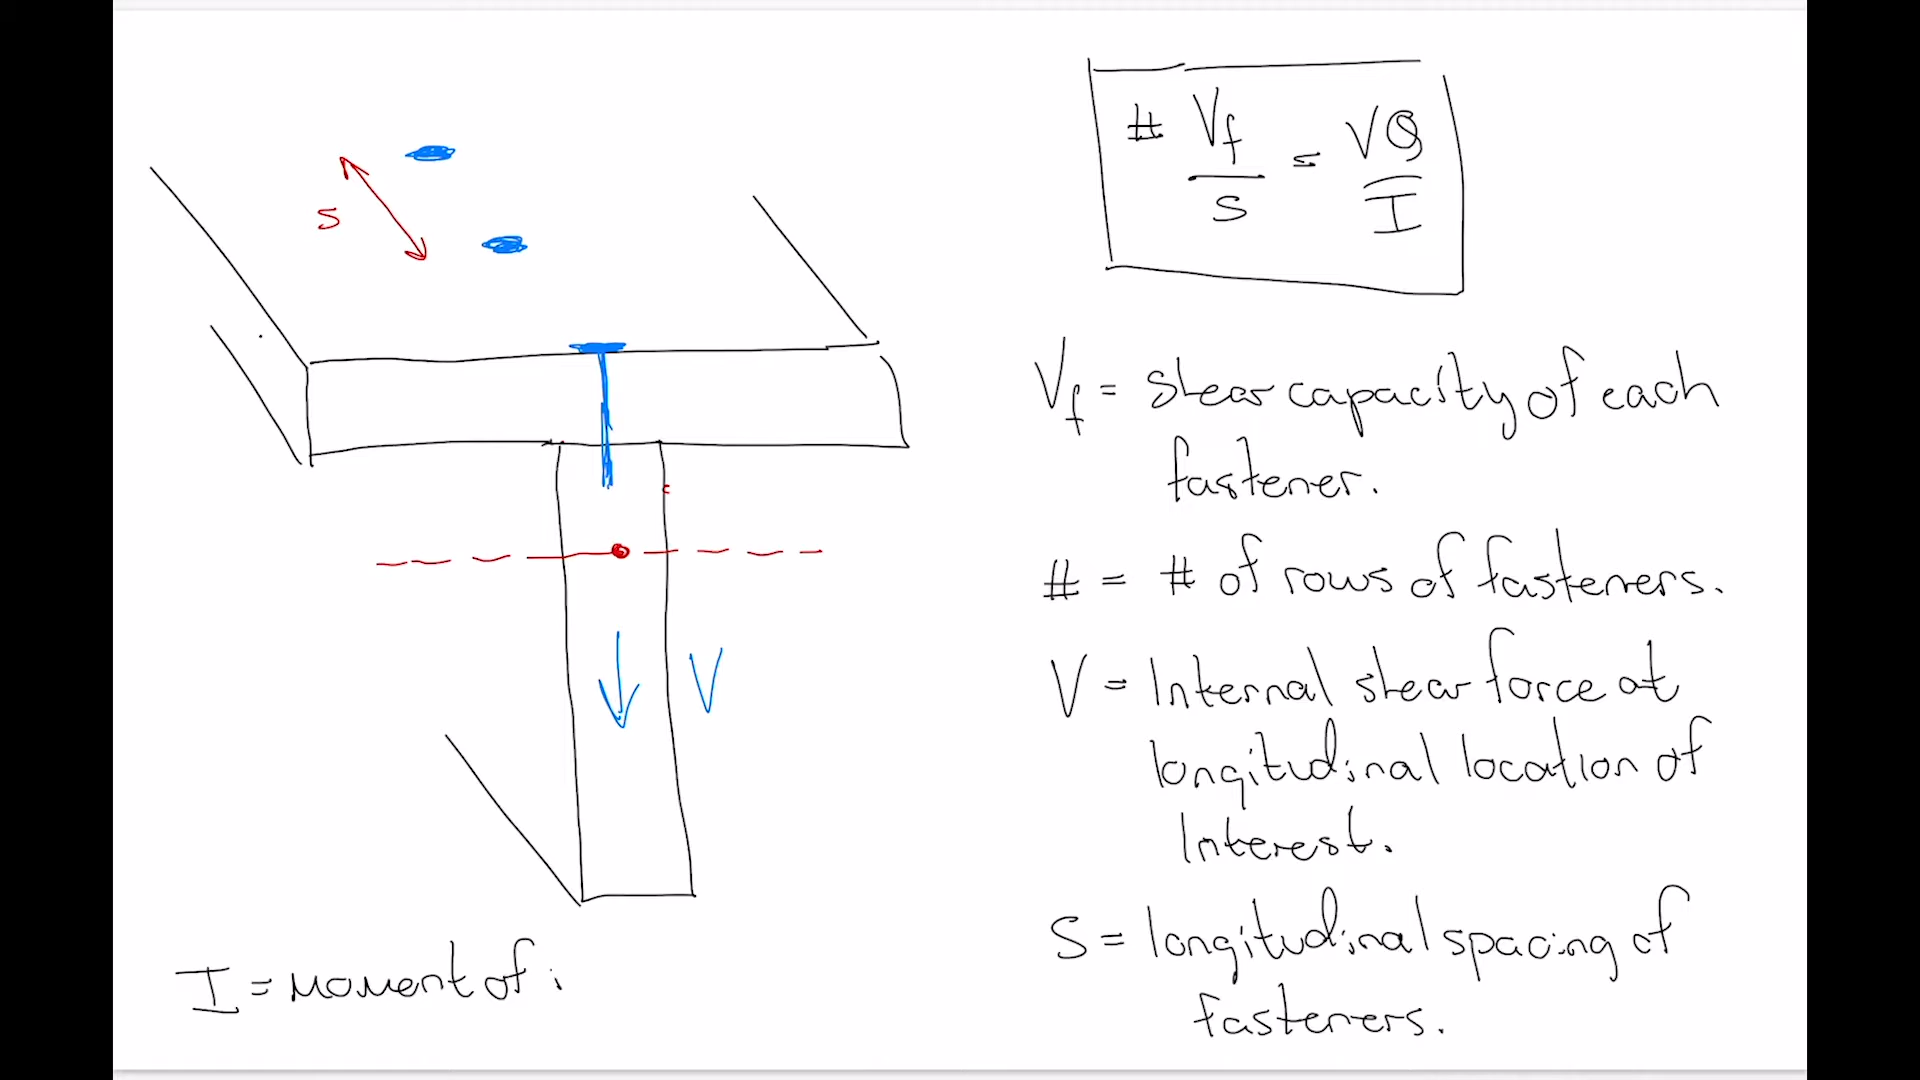 # Vf/S = VQ/I
S
Vf = shear capacity of each
fastener.
# = # of rows of fasteners.
V
V = Internal shear force at
longitudinal location of
Interest.
S = longitudinal spacing of
fasteners.
I = Moment of i